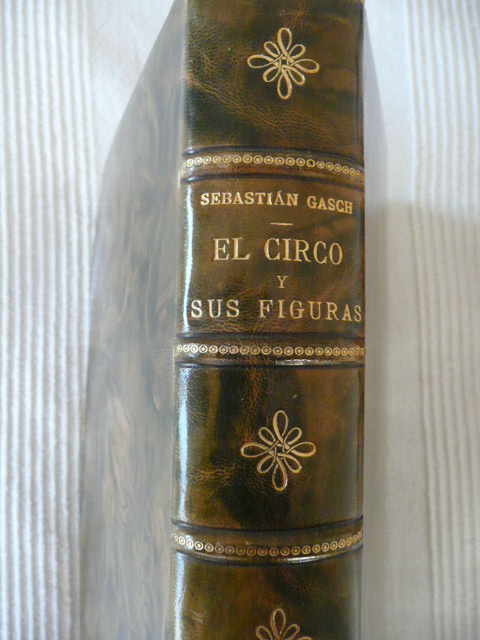 SEBASTIÁN GASCH
EL CIRCO
Y
SUS FIGURAS